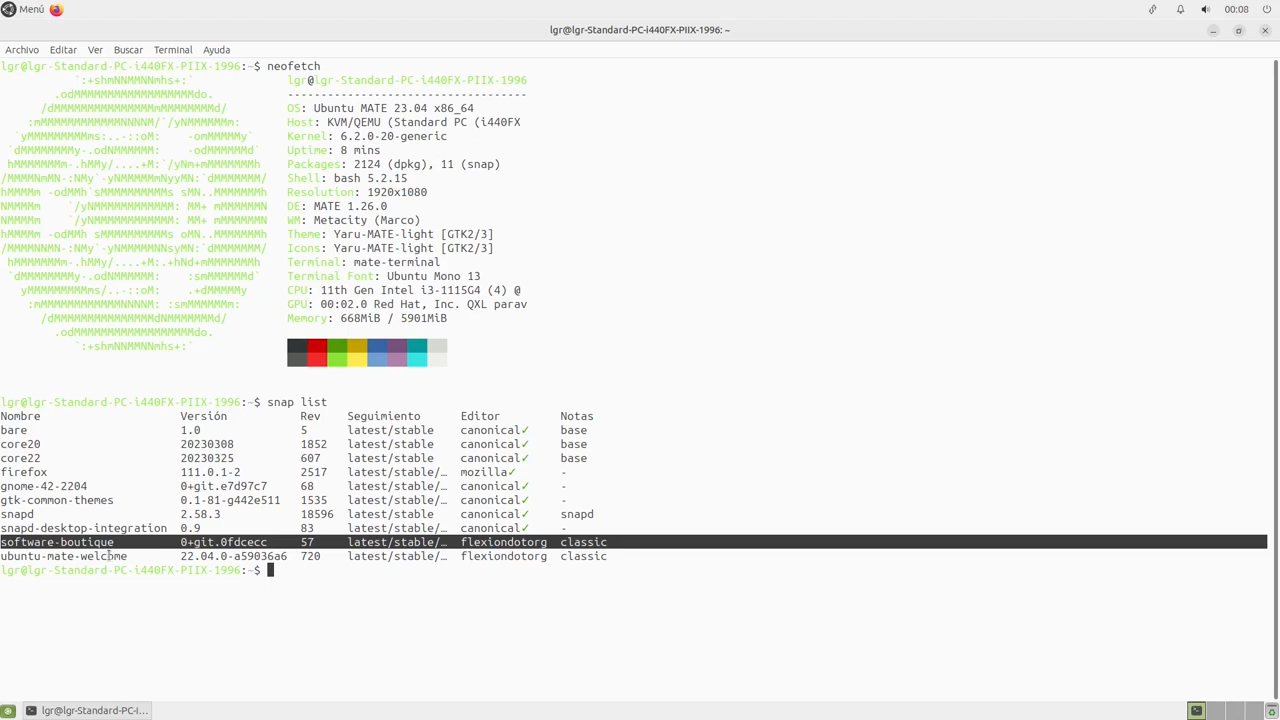 Menú
00:08
lgr@lgr-Standard-PC-i440FX-PIIX-1996: ~
Archivo Editar Ver Buscar Terminal Ayuda
lgr@lgr-Standard-PC-i440FX-PIIX-1996:~$ neofetch
lgr@lgr-Standard-PC-i440FX-PIIX-1996
------------------------------------
OS: Ubuntu MATE 23.04 x86_64
Host: KVM/QEMU (Standard PC (i440FX
Kernel: 6.2.0-20-generic
Uptime: 8 mins
Packages: 2124 (dpkg), 11 (snap)
Shell: bash 5.2.15
Resolution: 1920x1080
DE: MATE 1.26.0
WM: Metacity (Marco)
Theme: Yaru-MATE-light [GTK2/3]
Icons: Yaru-MATE-light [GTK2/3]
Terminal: mate-terminal
Terminal Font: Ubuntu Mono 13
CPU: 11th Gen Intel i3-1115G4 (4) @
GPU: 00:02.0 Red Hat, Inc. QXL parav
Memory: 668MiB / 5901MiB
lgr@lgr-Standard-PC-i440FX-PIIX-1996:~$ snap list
Nombre Versión Rev Seguimiento Editor Notas
bare 1.0 5 latest/stable canonical✓ base
core20 20230308 1852 latest/stable canonical✓ base
core22 20230325 607 latest/stable canonical✓ base
firefox 111.0.1-2 2517 latest/stable/… mozilla✓ -
gnome-42-2204 0+git.e7d97c7 68 latest/stable/… canonical✓ -
gtk-common-themes 0.1-81-g442e511 1535 latest/stable/… canonical✓ -
snapd 2.58.3 18596 latest/stable/… canonical✓ snapd
snapd-desktop-integration 0.9 83 latest/stable/… canonical✓ -
software-boutique 0+git.0fdcecc 57 latest/stable/… flexiondotorg classic
ubuntu-mate-welcome 22.04.0-a59036a6 720 latest/stable/… flexiondotorg classic
lgr@lgr-Standard-PC-i440FX-PIIX-1996:~$
lgr@lgr-Standard-PC-I...